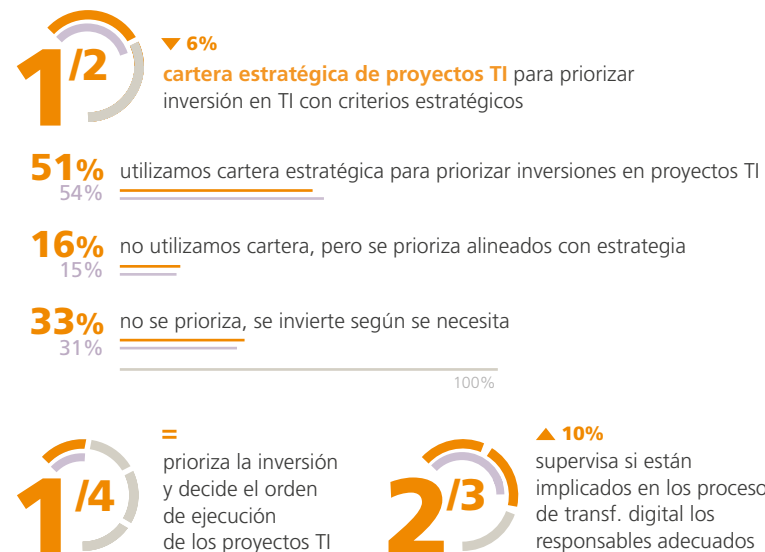 1/2
▼ 6%
cartera estratégica de proyectos TI para priorizar
inversión en TI con criterios estratégicos
51% utilizamos cartera estratégica para priorizar inversiones en proyectos TI
54%
16% no utilizamos cartera, pero se prioriza alineados con estrategia
15%
33% no se prioriza, se invierte según se necesita
31%
100%
1/4
=
prioriza la inversión
y decide el orden
de ejecución
de los proyectos TI
2/3
▲ 10%
supervisa si están
implicados en los proceso
de transf. digital los
responsables adecuados